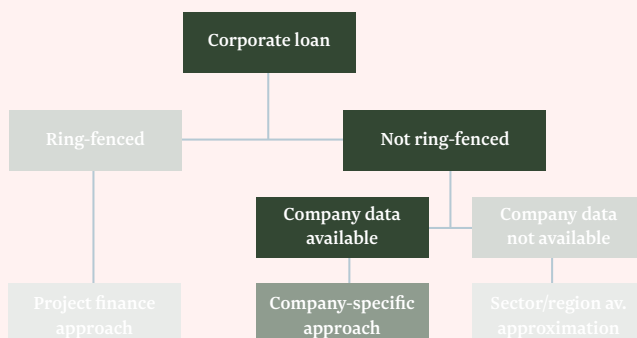 Corporate loan
Ring-fenced
Not ring-fenced
Company data
available
Company data
not available
Project finance
approach
Company-specific
approach
Sector/region av.
approximation